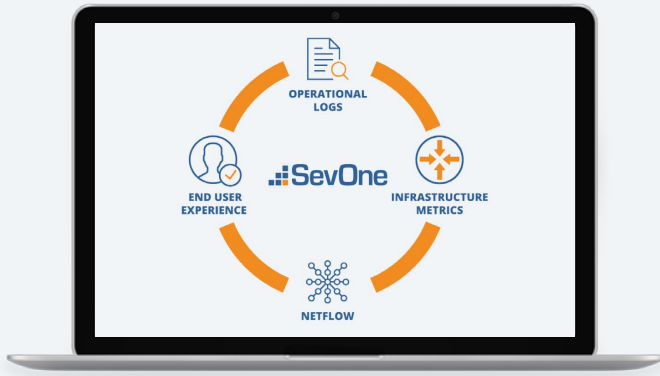 OPERATIONAL
LOGS
END USER
EXPERIENCE
SevOne
INFRASTRUCTURE
METRICS
NETFLOW